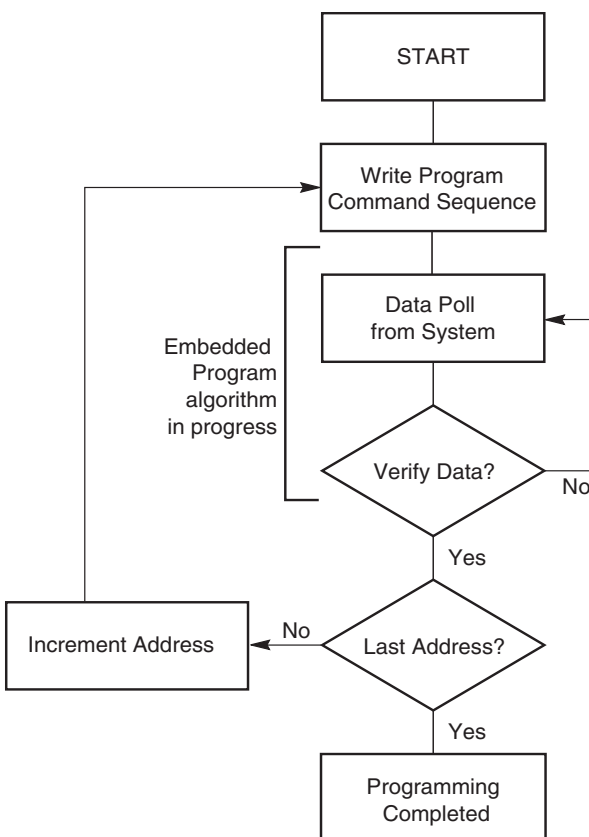 START
Write Program
Command Sequence
Data Poll
from System
Embedded
Program
algorithm
in progress
Verify Data?
No
Yes
Increment Address
No
Last Address?
Yes
Programming
Completed